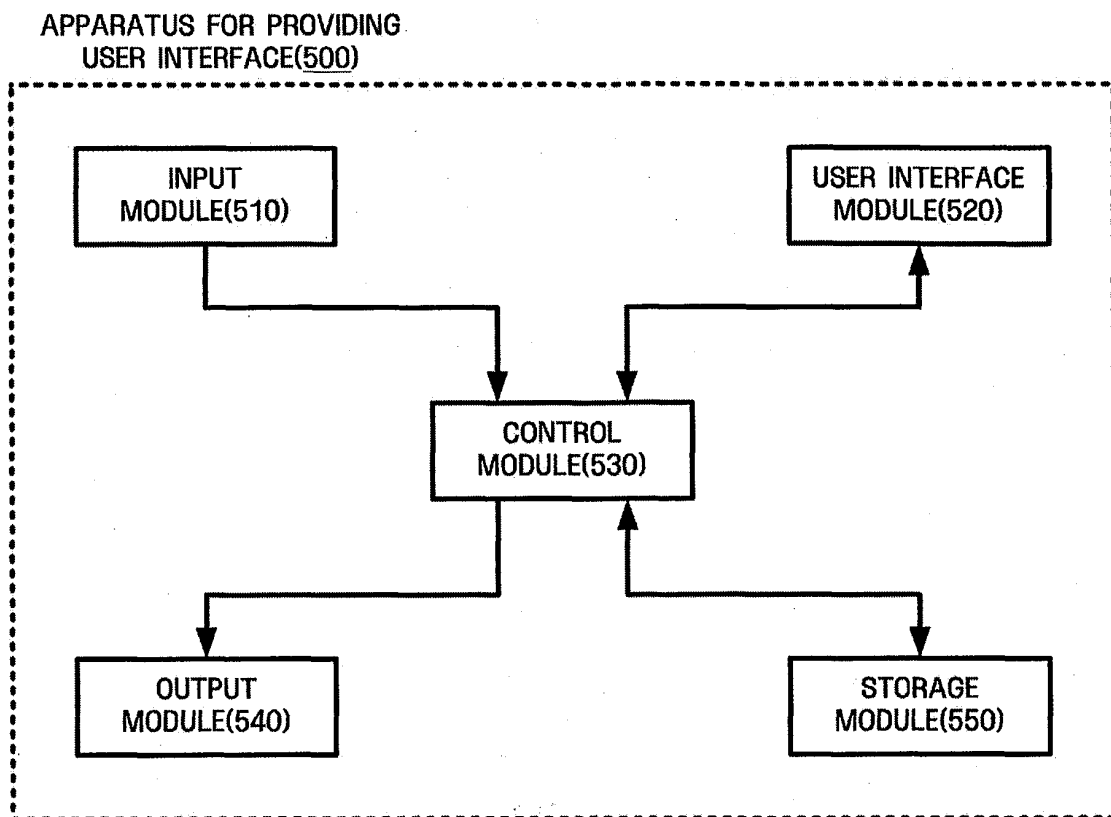 APPARATUS FOR PROVIDING
USER INTERFACE(500)
INPUT
MODULE(510)
USER INTERFACE
MODULE(520)
CONTROL
MODULE(530)
OUTPUT
MODULE(540)
STORAGE
MODULE(550)